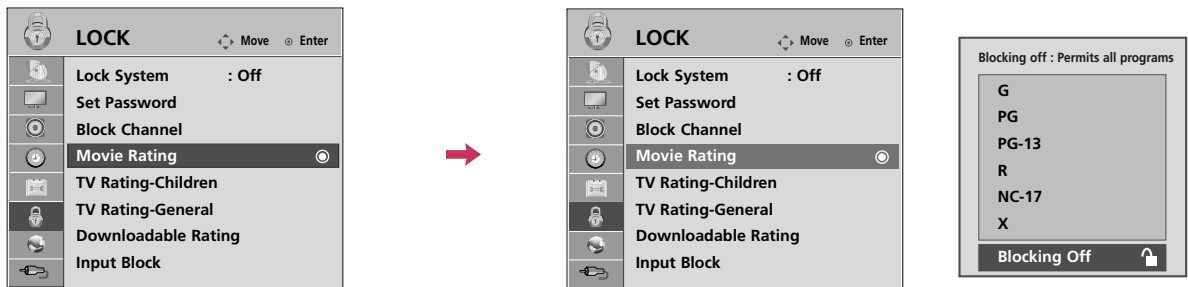 LOCK Move Enter
Lock System : Off
Set Password
Block Channel
Movie Rating
TV Rating-Children
TV Rating-General
Downloadable Rating
Input Block
LOCK Move Enter
Lock System : Off
Set Password
Block Channel
Movie Rating
TV Rating-Children
TV Rating-General
Downloadable Rating
Input Block
Blocking off : Permits all programs
G
PG
PG-13
R
NC-17
X
Blocking Off